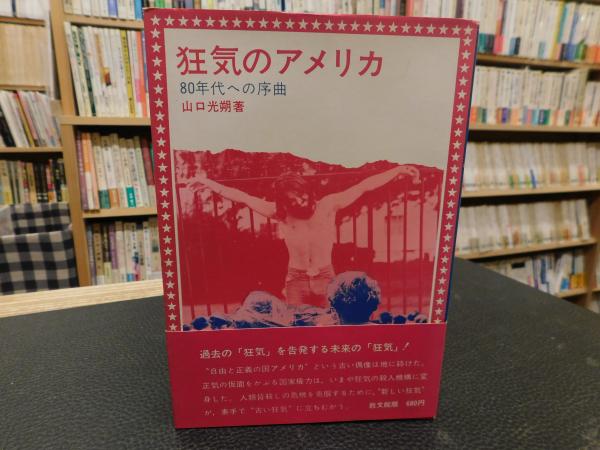 狂気のアメリカ
80年代への序曲
山口光朔著
過去の「狂気」を告発する未来の「狂気」!
"自由と正義の国アメリカ"という古い偶像は地に砕けた。
正気の仮面をかぶる国家権力は、いまや狂気の殺人機構に変
身した。人類皆殺しの危機を克服するために、"新しい狂気"
が、素手で"古い狂気"に立ちむかう。
教文館版 680円